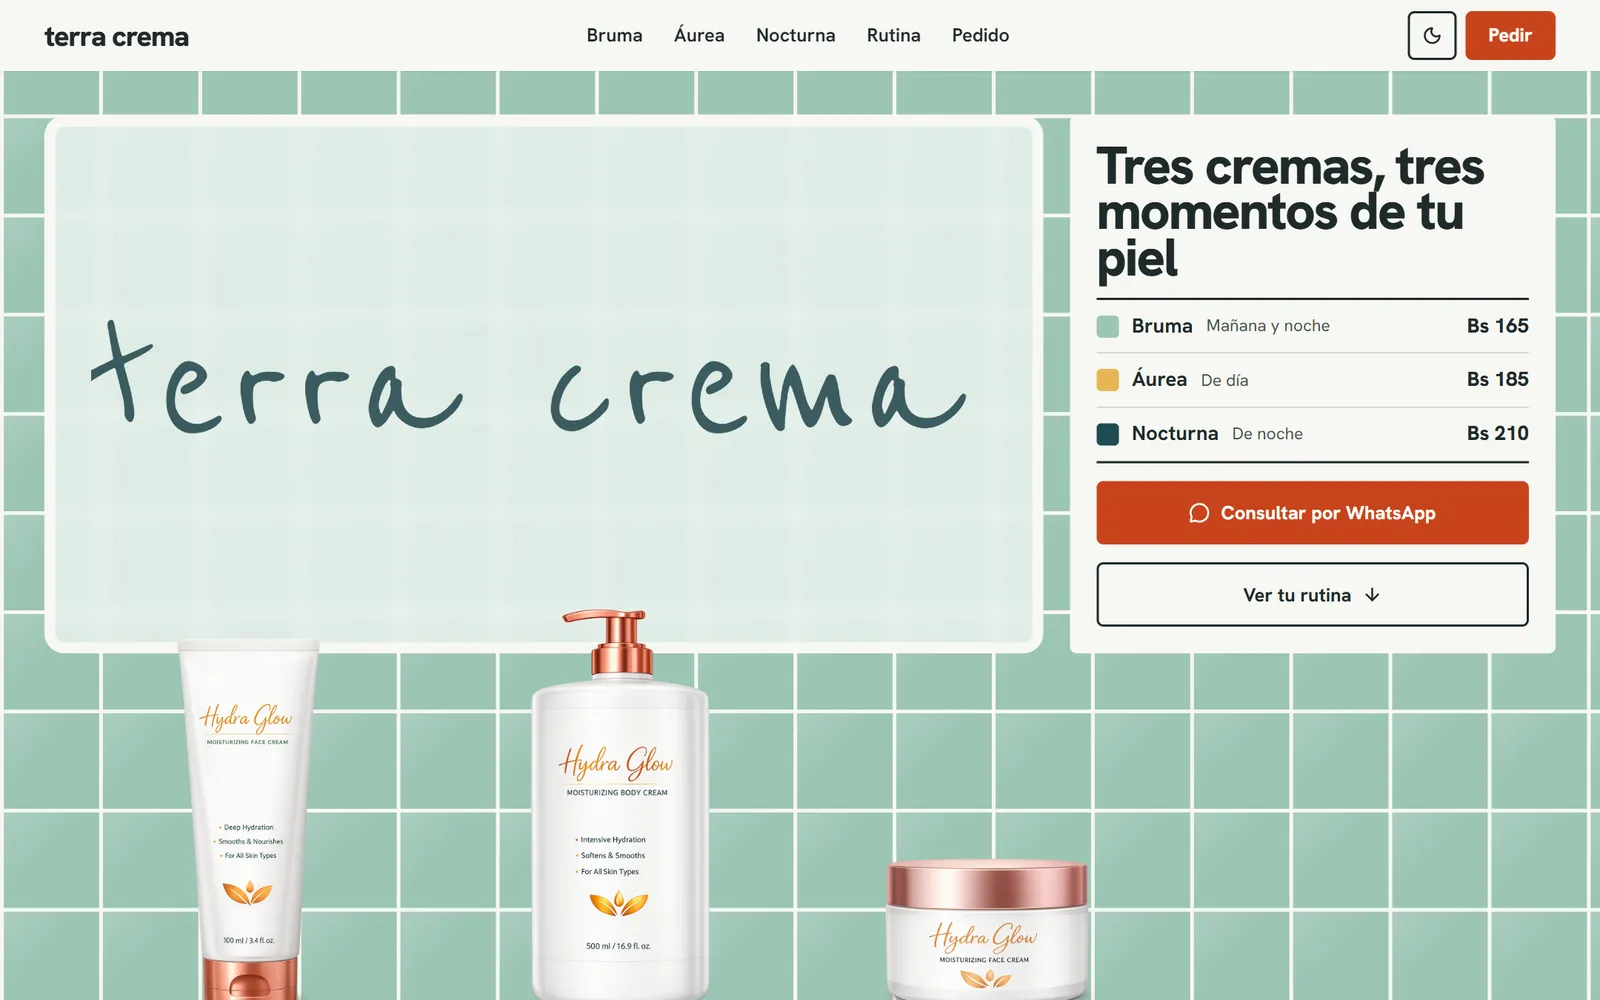 terra crema
Bruma
Áurea
Nocturna
Rutina
Pedido
Pedir
terra crema
Tres cremas, tres
momentos de tu
piel
Bruma Mañana y noche Bs 165
Áurea De día Bs 185
Nocturna De noche Bs 210
Consultar por WhatsApp
Ver tu rutina
Hydra Glow
MOISTURIZING FACE CREAM
• Deep Hydration
• Smooths & Nourishes
• For All Skin Types
100 ml / 3.4 fl. oz.
Hydra Glow
MOISTURIZING BODY CREAM
• Intensive Hydration
• Softens & Smooths
• For All Skin Types
500 ml / 16.9 fl. oz.
Hydra Glow
MOISTURIZING FACE CREAM